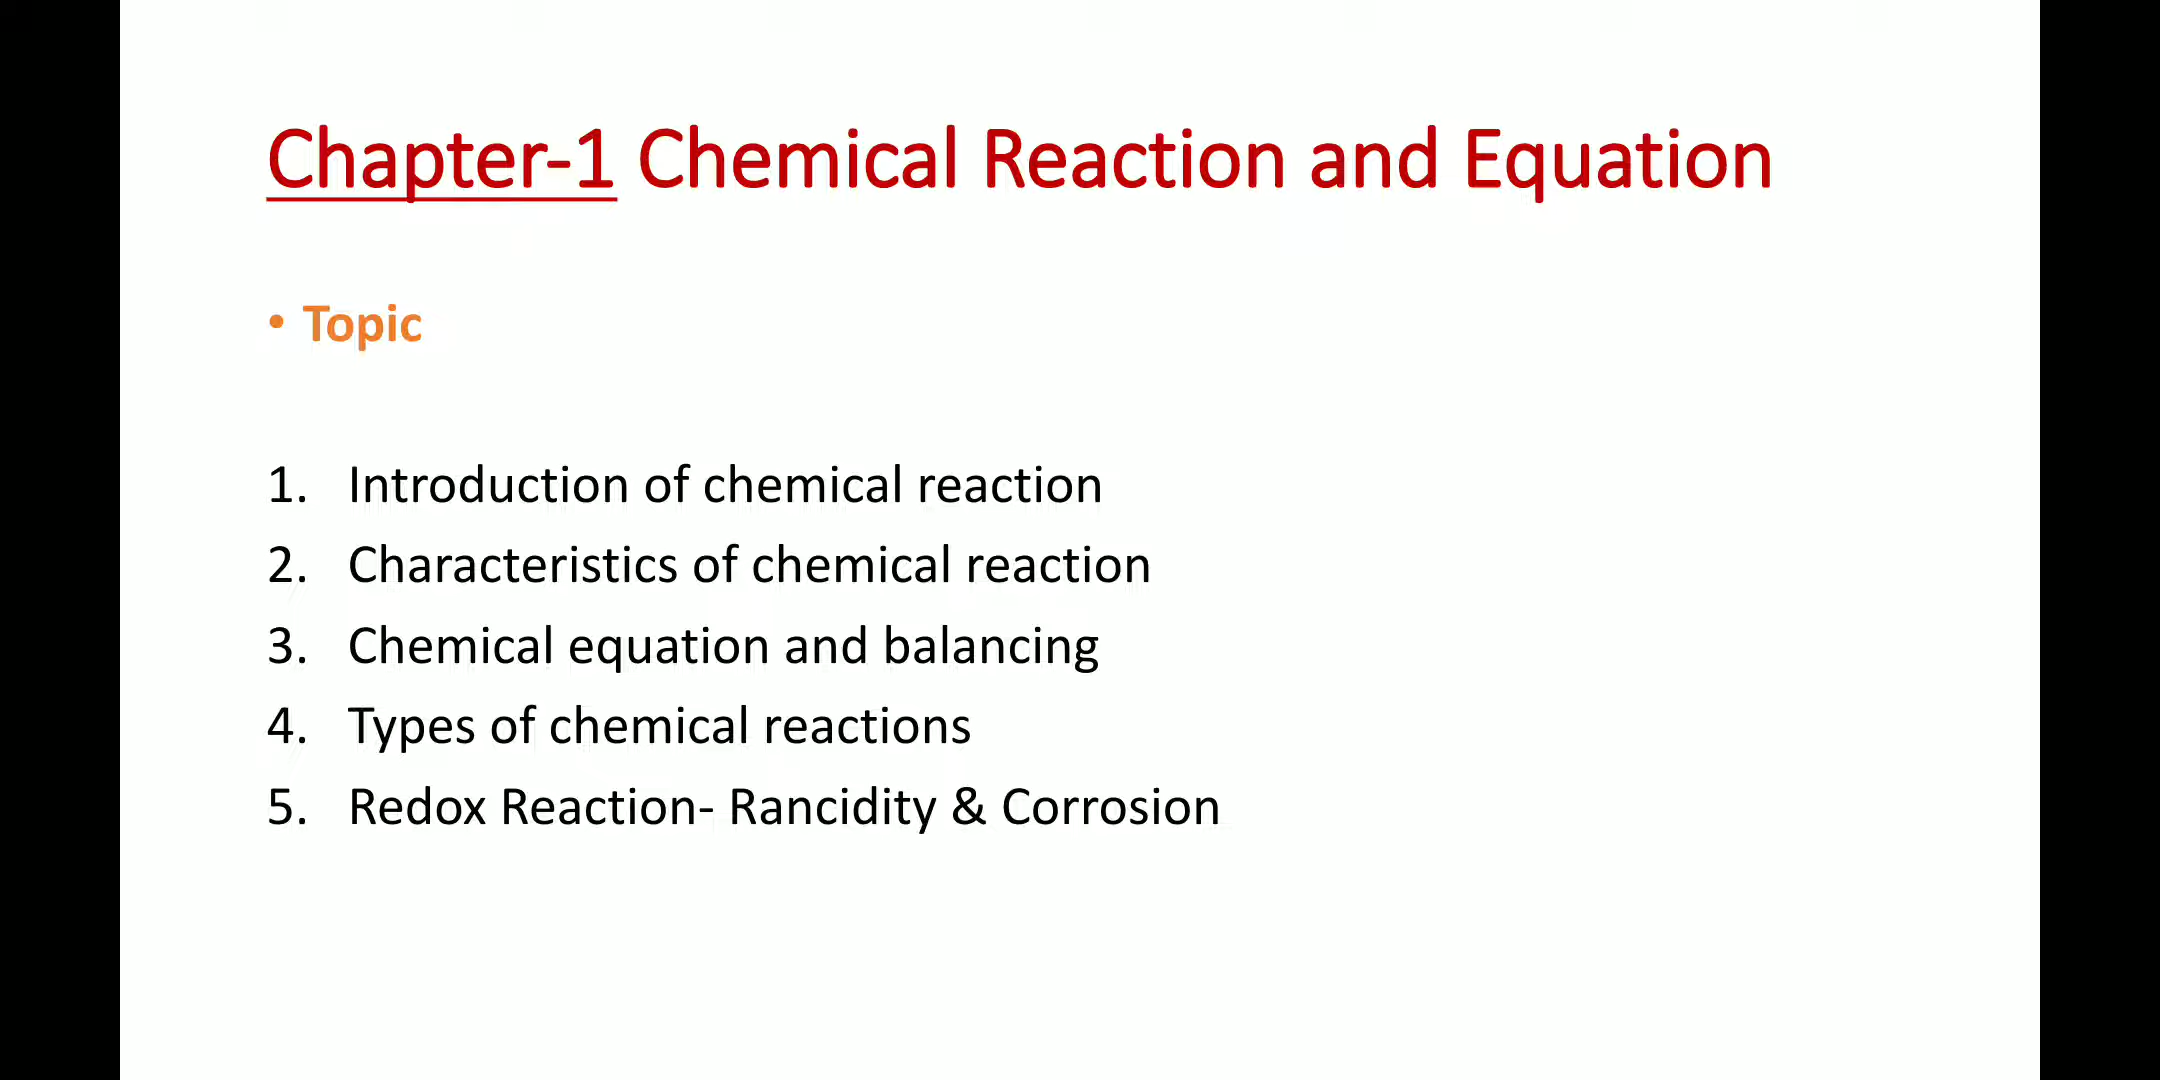 Chapter-1 Chemical Reaction and Equation
• Topic
1. Introduction of chemical reaction
2. Characteristics of chemical reaction
3. Chemical equation and balancing
4. Types of chemical reactions
5. Redox Reaction- Rancidity & Corrosion